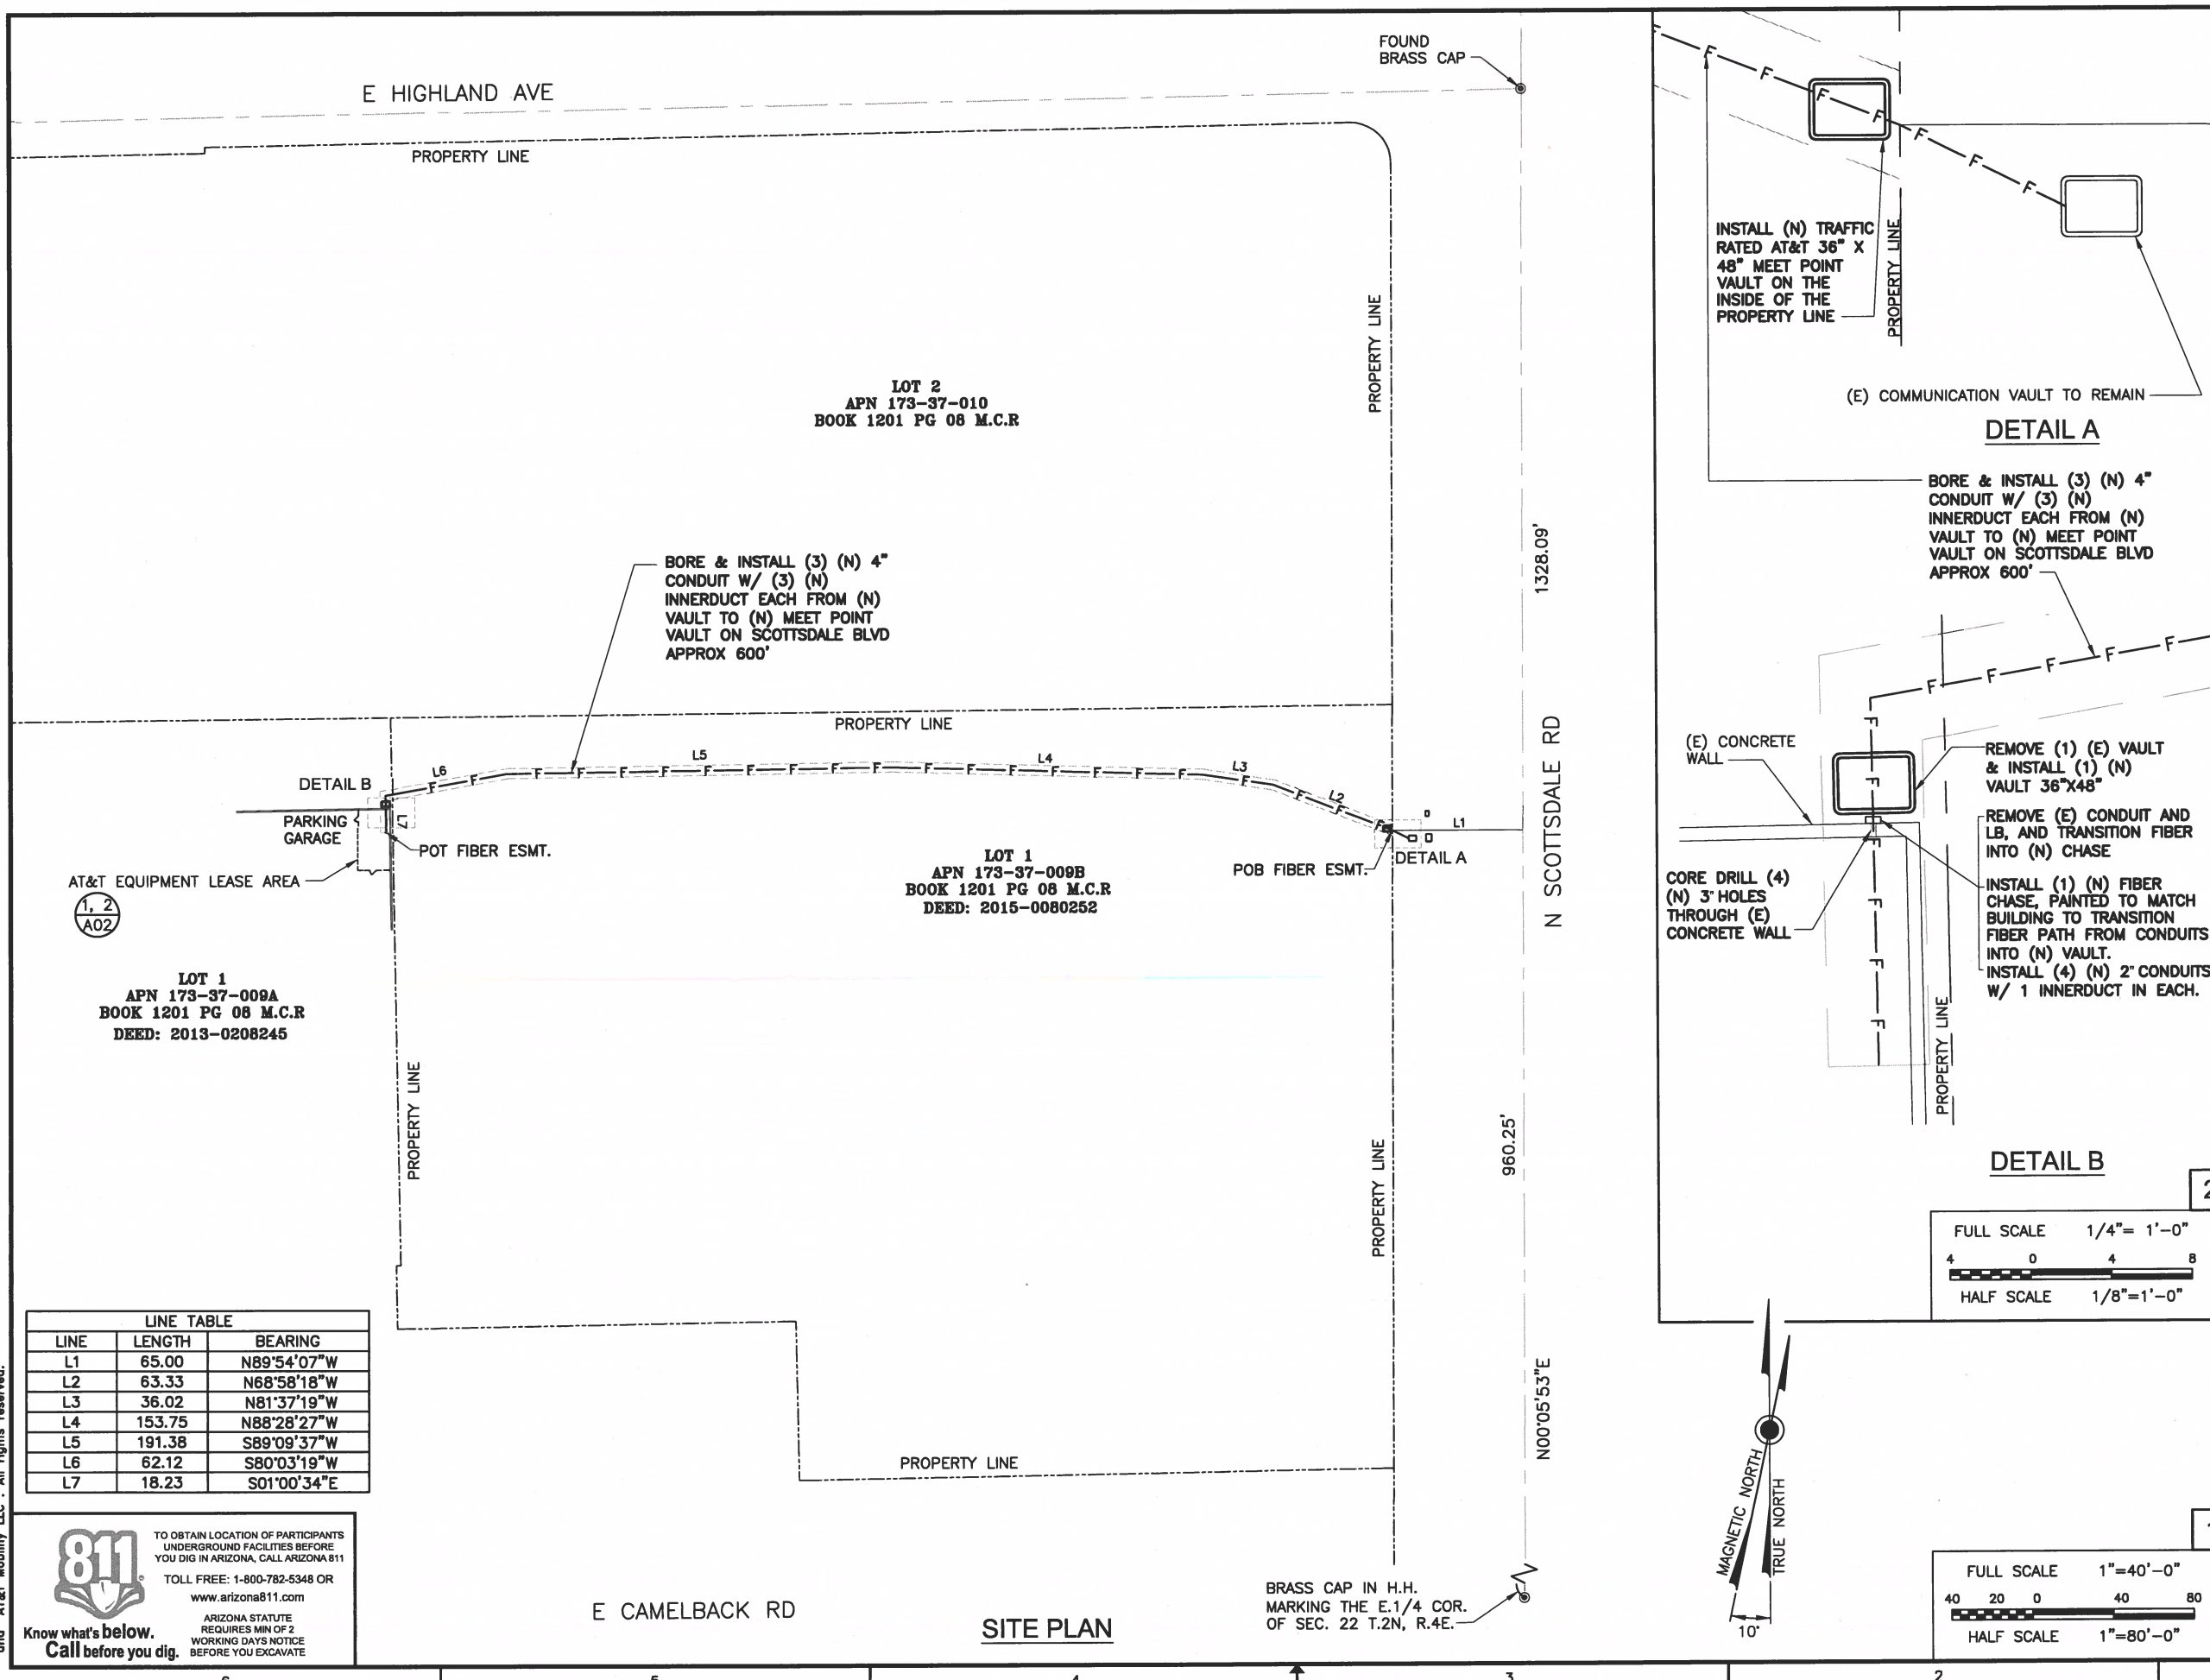 E HIGHLAND AVE
PROPERTY LINE
FOUND
BRASS CAP
PROPERTY LINE
LOT 2
APN 173-37-010
BOOK 1201 PG 08 M.C.R
1328.09'
BORE & INSTALL (3) (N) 4"
CONDUIT W/ (3) (N)
INNERDUCT EACH FROM (N)
VAULT TO (N) MEET POINT
VAULT ON SCOTTSDALE BLVD
APPROX 600'
PROPERTY LINE
N SCOTTSDALE RD
L6
L5
L4
L3
L2
L1
L7
F F F F F F F F F F F F F F F F F F F F F F
DETAIL B
PARKING
GARAGE
POT FIBER ESMT.
AT&T EQUIPMENT LEASE AREA
1, 2
A02
LOT 1
APN 173-37-009A
BOOK 1201 PG 08 M.C.R
DEED: 2013-0208245
LOT 1
APN 173-37-009B
BOOK 1201 PG 08 M.C.R
DEED: 2015-0080252
POB FIBER ESMT.
DETAIL A
PROPERTY LINE
PROPERTY LINE
960.25'
N00°05'53"E
PROPERTY LINE
LINE TABLE
LINE LENGTH BEARING
L1 65.00 N89°54'07"W
L2 63.33 N68°58'18"W
L3 36.02 N81°37'19"W
L4 153.75 N88°28'27"W
L5 191.38 S89°09'37"W
L6 62.12 S80°03'19"W
L7 18.23 S01°00'34"E
811
TO OBTAIN LOCATION OF PARTICIPANTS
UNDERGROUND FACILITIES BEFORE
YOU DIG IN ARIZONA, CALL ARIZONA 811
TOLL FREE: 1-800-782-5348 OR
www.arizona811.com
ARIZONA STATUTE
REQUIRES MIN OF 2
WORKING DAYS NOTICE
BEFORE YOU EXCAVATE
Know what's below.
Call before you dig.
E CAMELBACK RD
SITE PLAN
BRASS CAP IN H.H.
MARKING THE E.1/4 COR.
OF SEC. 22 T.2N, R.4E.
F F F F F F F
INSTALL (N) TRAFFIC
RATED AT&T 36" X
48" MEET POINT
VAULT ON THE
INSIDE OF THE
PROPERTY LINE
PROPERTY LINE
(E) COMMUNICATION VAULT TO REMAIN
DETAIL A
BORE & INSTALL (3) (N) 4"
CONDUIT W/ (3) (N)
INNERDUCT EACH FROM (N)
VAULT TO (N) MEET POINT
VAULT ON SCOTTSDALE BLVD
APPROX 600'
F F F F F
F F F F F F
(E) CONCRETE
WALL
REMOVE (1) (E) VAULT
& INSTALL (1) (N)
VAULT 36"X48"
REMOVE (E) CONDUIT AND
LB, AND TRANSITION FIBER
INTO (N) CHASE
CORE DRILL (4)
(N) 3" HOLES
THROUGH (E)
CONCRETE WALL
INSTALL (1) (N) FIBER
CHASE, PAINTED TO MATCH
BUILDING TO TRANSITION
FIBER PATH FROM CONDUITS
INTO (N) VAULT.
INSTALL (4) (N) 2" CONDUITS
W/ 1 INNERDUCT IN EACH.
PROPERTY LINE
DETAIL B
2
FULL SCALE 1/4"= 1'-0"
4 0 4 8
HALF SCALE 1/8"=1'-0"
MAGNETIC NORTH
TRUE NORTH
10°
FULL SCALE 1"=40'-0"
40 20 0 40 80
HALF SCALE 1"=80'-0"
5
4
3
2